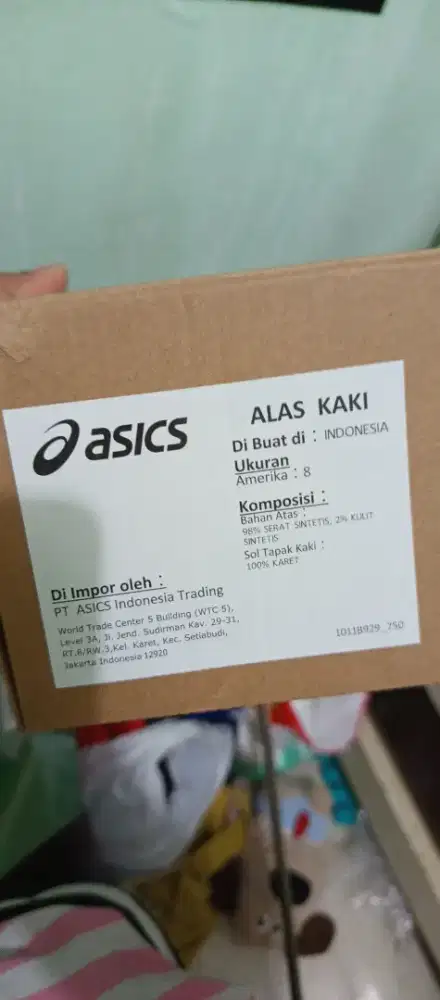 asics
Di Impor oleh :
PT ASICS Indonesia Trading
World Trade Center 5 Building (WTC 5),
Level 3A, Jl. Jend. Sudirman Kav. 29-31,
RT.8/RW.3,Kel. Karet, Kec. Setiabudi,
Jakarta Indonesia 12920
ALAS KAKI
Di Buat di : INDONESIA
Ukuran
Amerika : 8
Komposisi :
Bahan Atas :
98% SERAT SINTETIS, 2% KULIT
SINTETIS
Sol Tapak Kaki :
100% KARET
1011B929_750